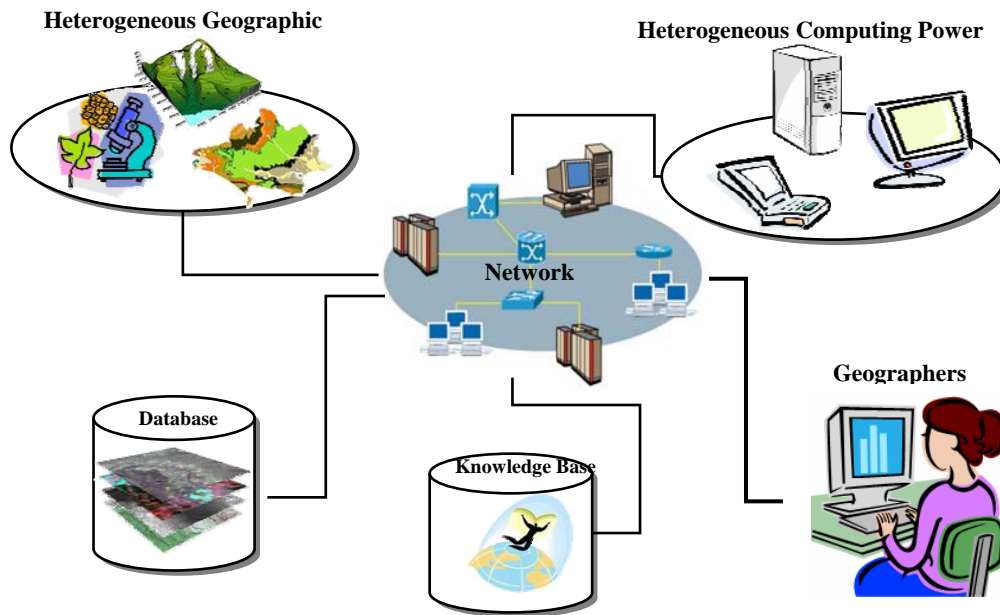 Heterogeneous Geographic
Heterogeneous Computing Power
Network
Geographers
Database
Knowledge Base